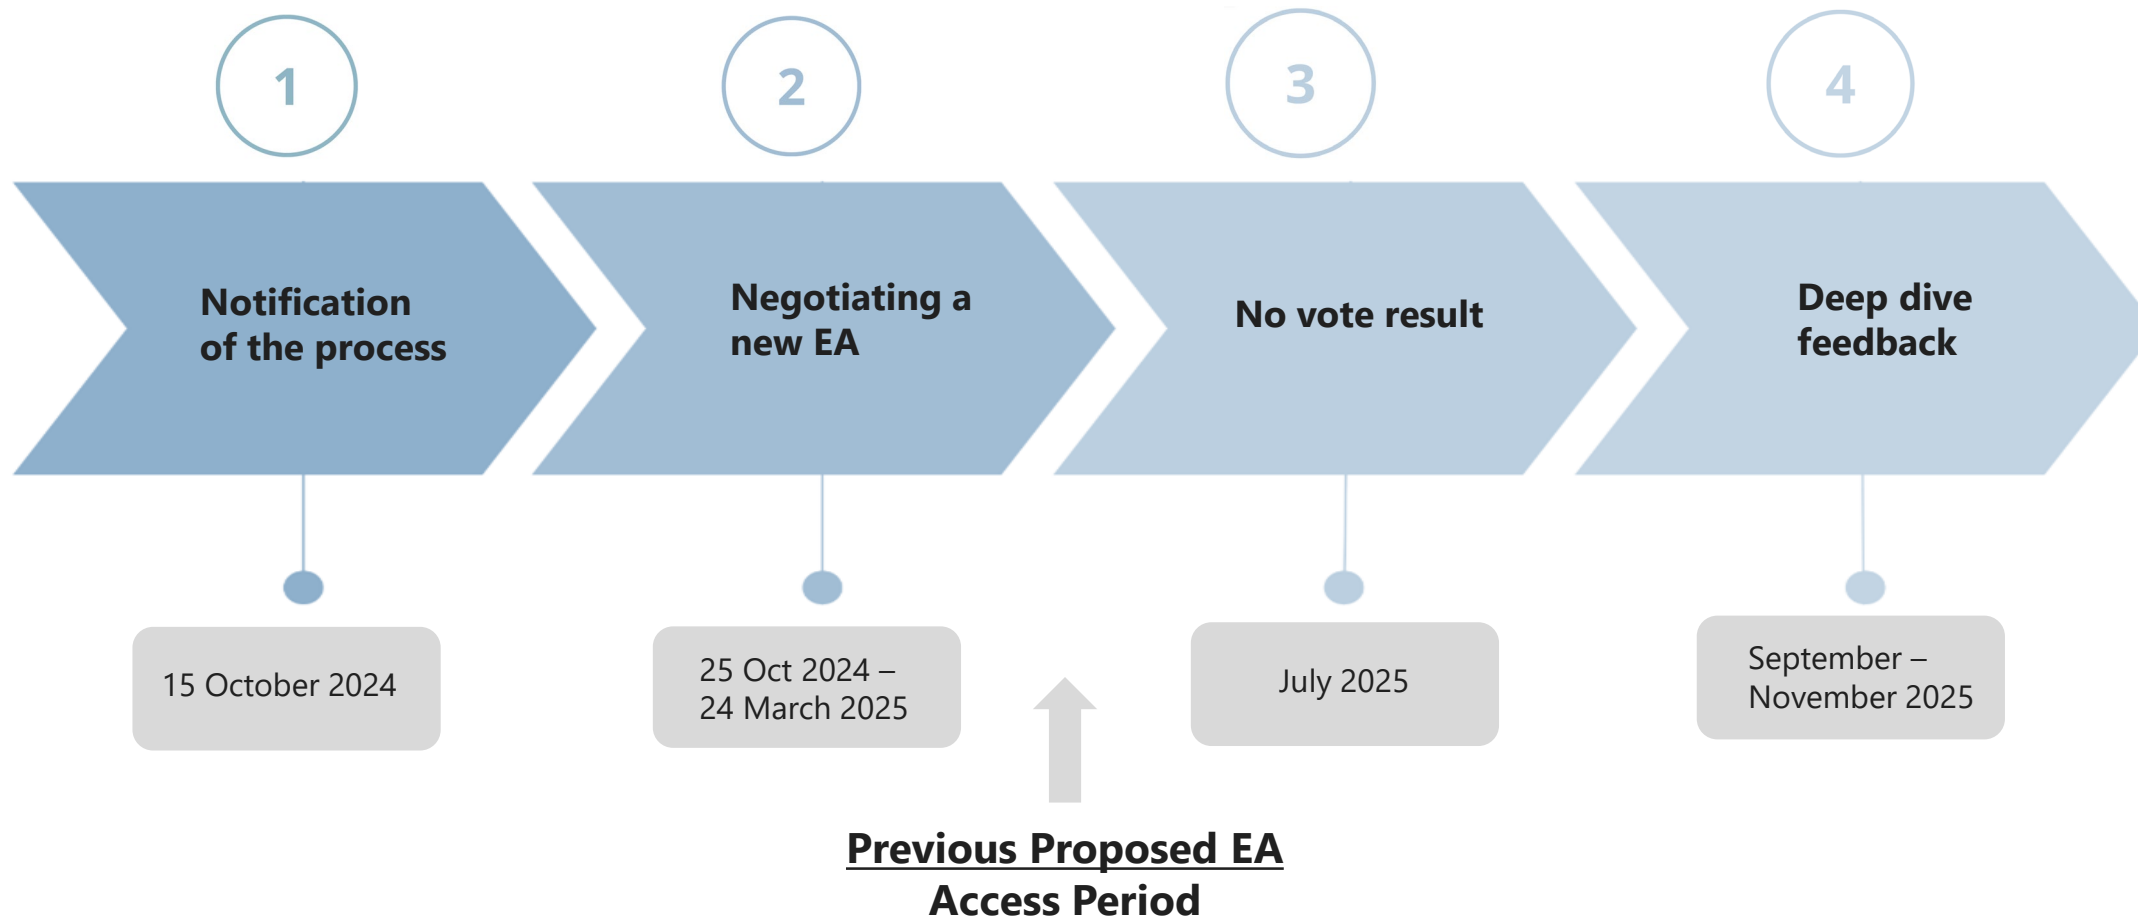 1
2
3
4
Notification
of the process
Negotiating a
new EA
No vote result
Deep dive
feedback
15 October 2024
25 Oct 2024 –
24 March 2025
July 2025
September –
November 2025
Previous Proposed EA
Access Period